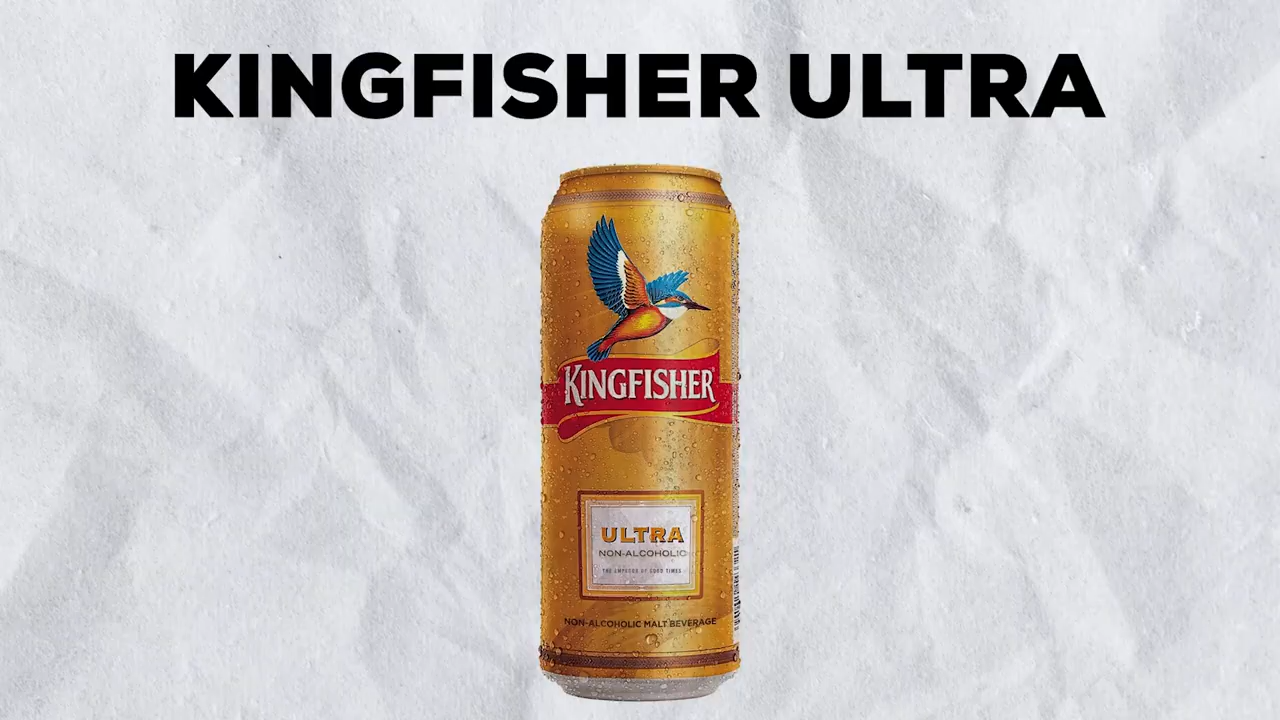 KINGFISHER ULTRA
KINGFISHER
ULTRA
NON-ALCOHOLIC
THE EMPEROR OF GOOD TIMES
NON-ALCOHOLIC MALT BEVERAGE